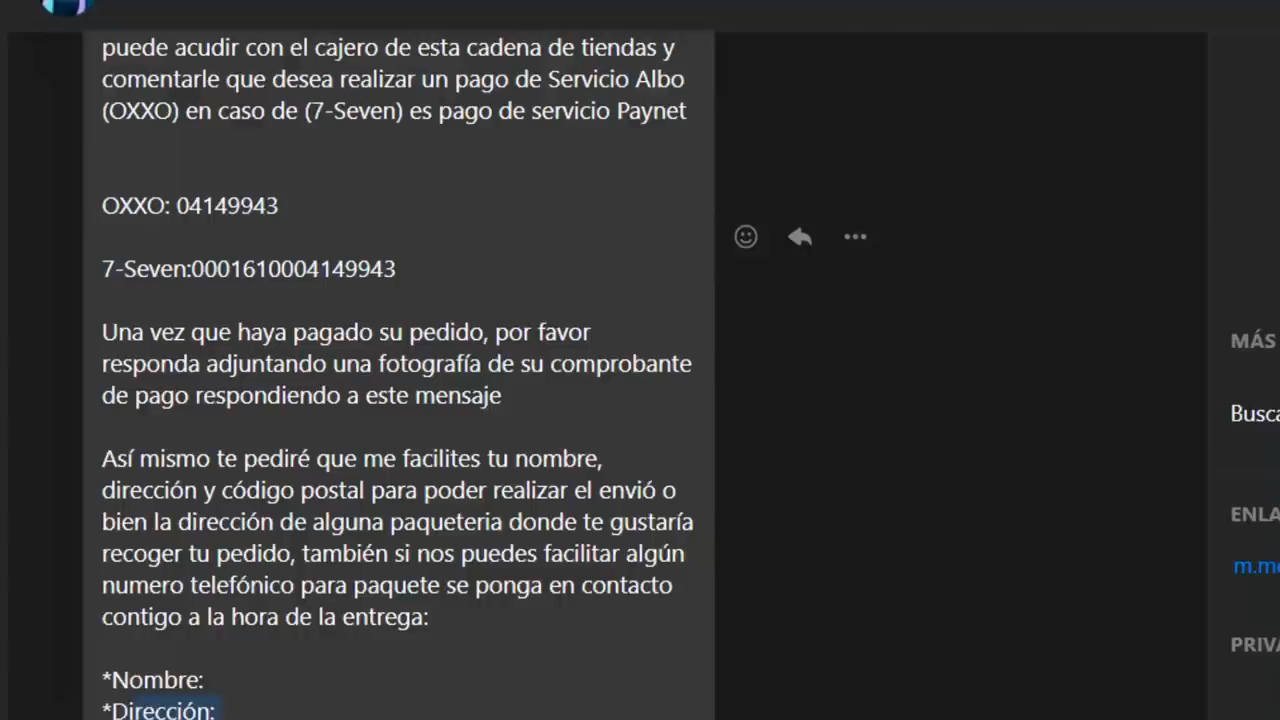 puede acudir con el cajero de esta cadena de tiendas y
comentarle que desea realizar un pago de Servicio Albo
(OXXO) en caso de (7-Seven) es pago de servicio Paynet
OXXO: 04149943
7-Seven:0001610004149943
Una vez que haya pagado su pedido, por favor
responda adjuntando una fotografía de su comprobante
de pago respondiendo a este mensaje
Así mismo te pediré que me facilites tu nombre,
dirección y código postal para poder realizar el envió o
bien la dirección de alguna paqueteria donde te gustaría
recoger tu pedido, también si nos puedes facilitar algún
numero telefónico para paquete se ponga en contacto
contigo a la hora de la entrega:
*Nombre:
*Dirección:
MÁS
Busca
ENLA
m.me
PRIVA